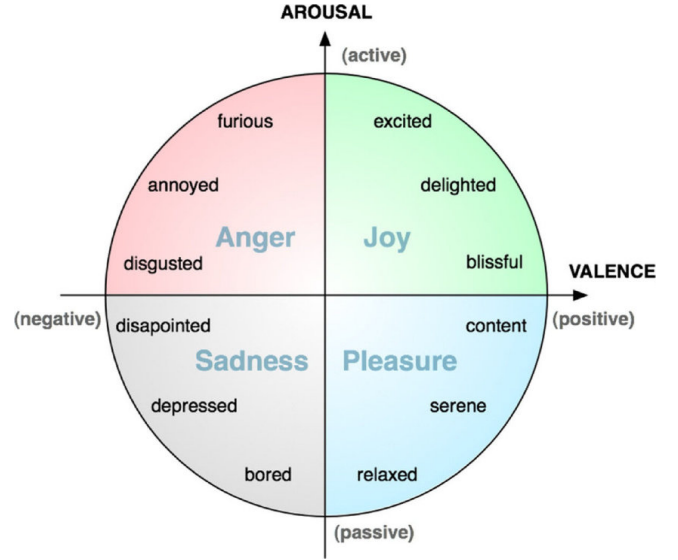 AROUSAL
(active)
furious
excited
annoyed
delighted
Anger
Joy
disgusted
blissful
VALENCE
(negative)
(positive)
disapointed
content
Sadness
Pleasure
depressed
serene
bored
relaxed
(passive)